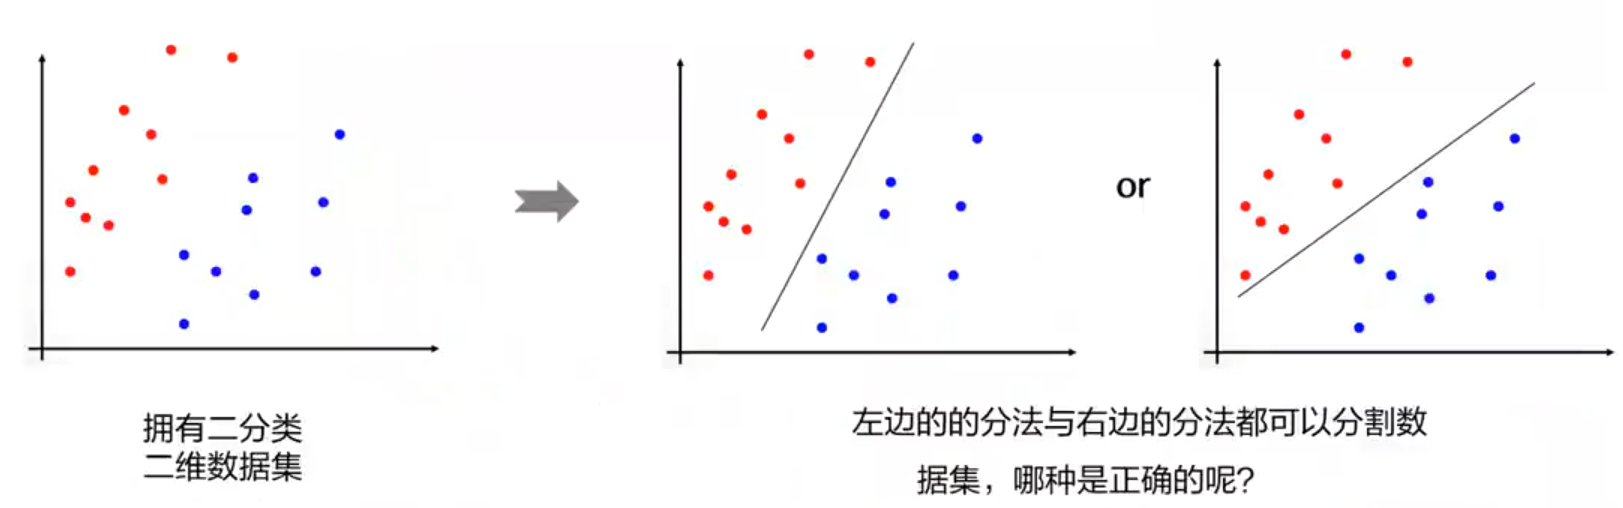 or
拥有二分类
二维数据集
左边的的分法与右边的分法都可以分割数
据集，哪种是正确的呢?